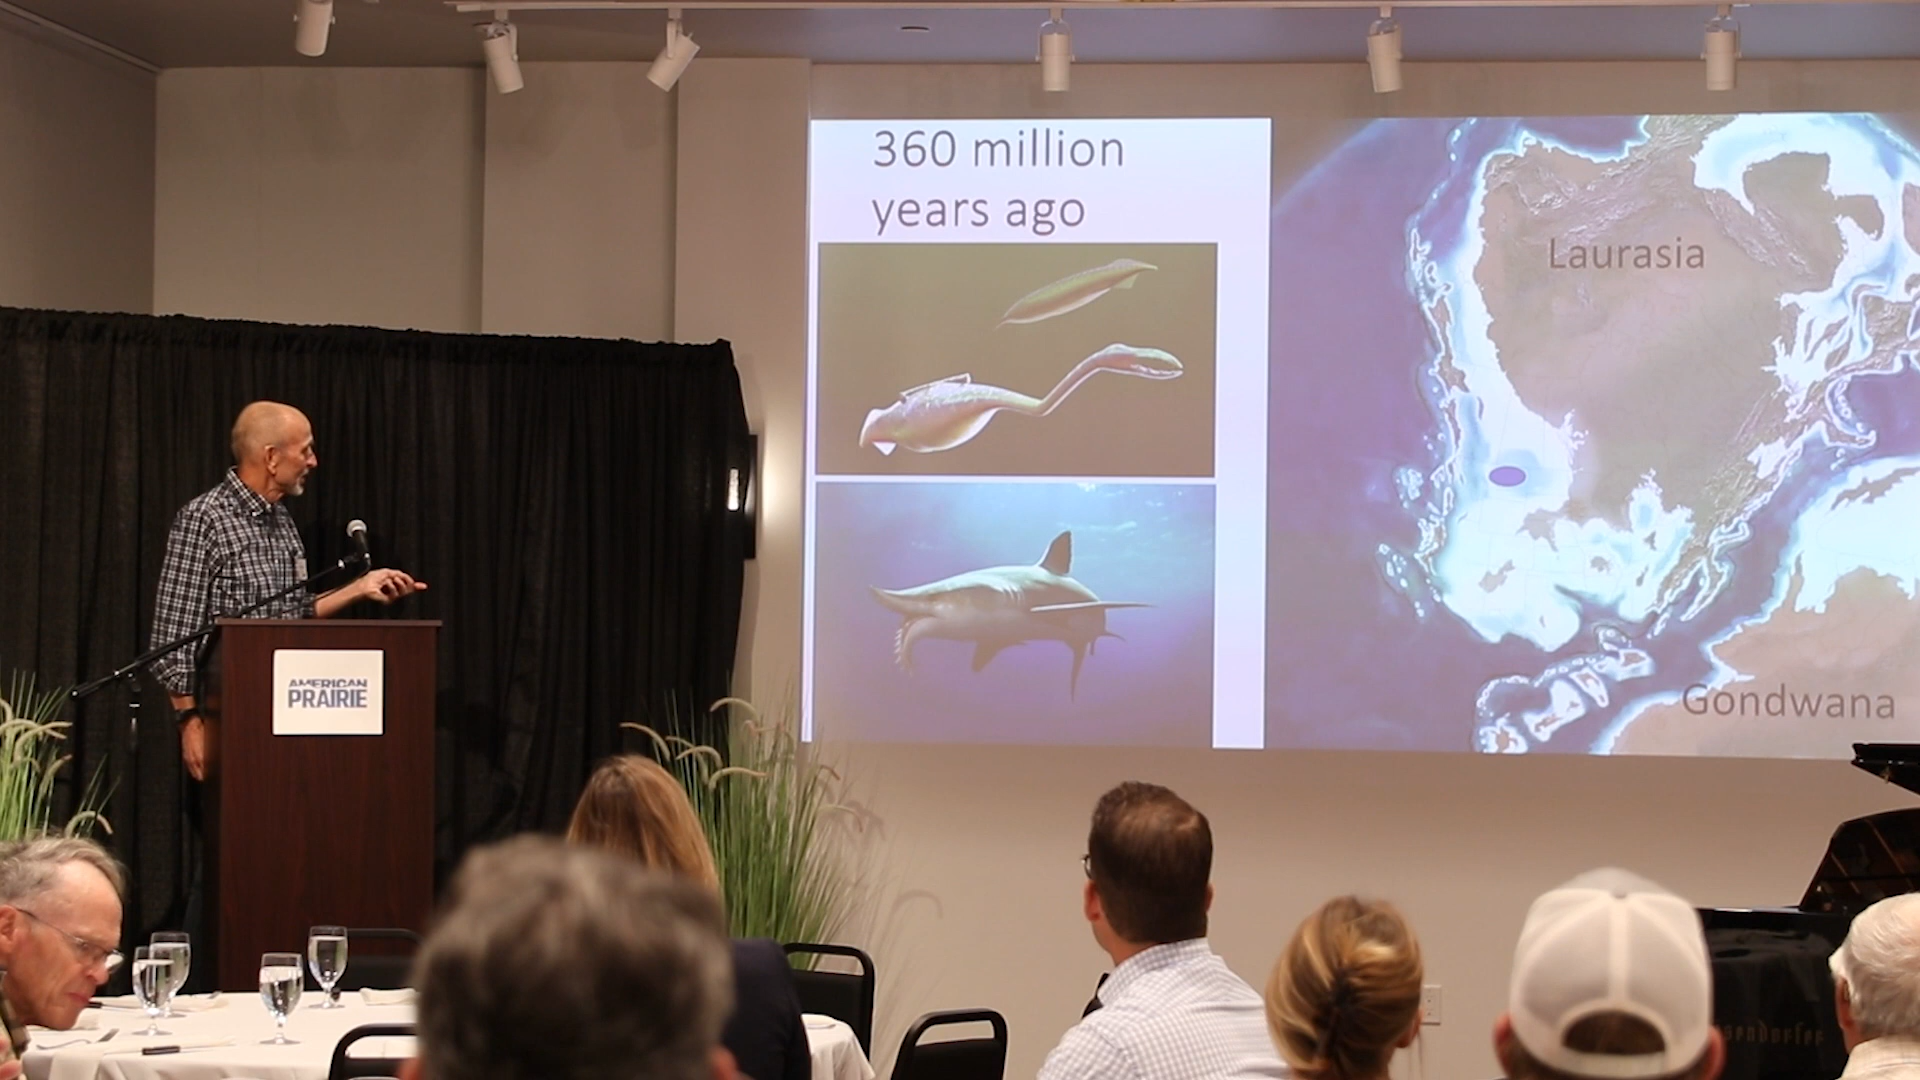 360 million
years ago
Laurasia
Gondwana
AMERICAN
PRAIRIE